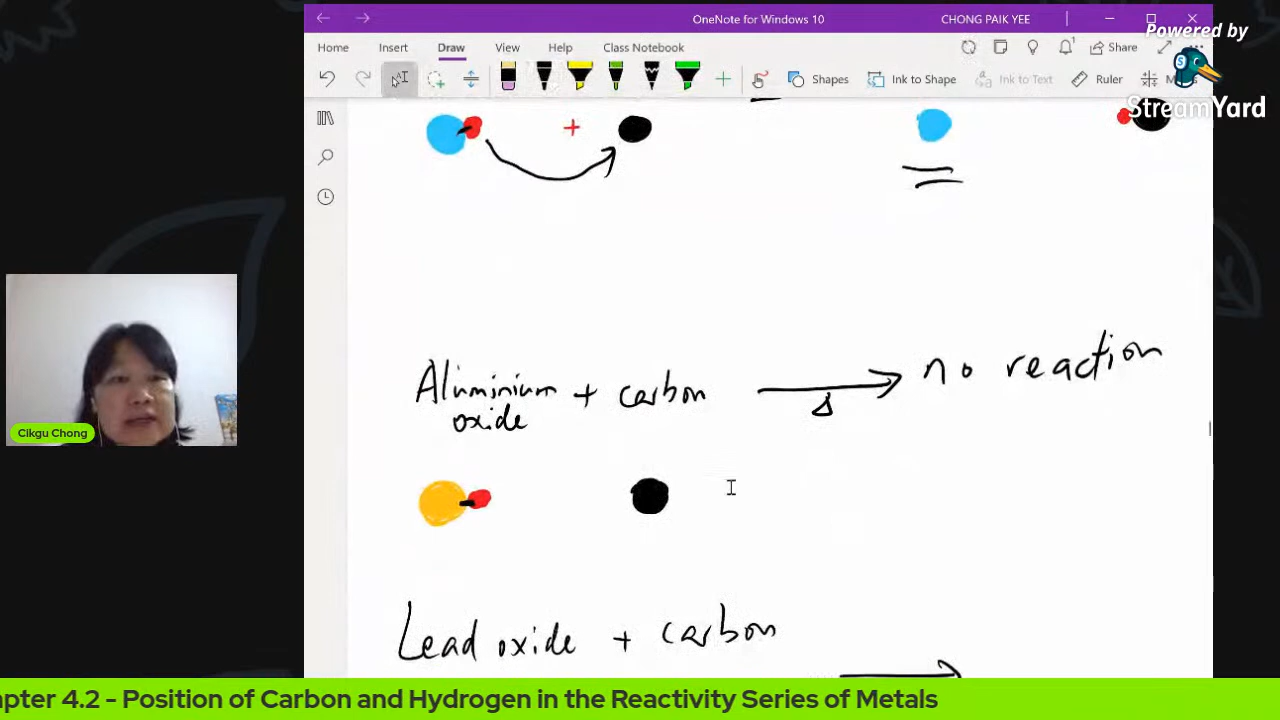 OneNote for Windows 10
CHONG PAIK YEE
Powered by
Home Insert Draw View Help Class Notebook
Share
Shapes Ink to Shape Ink to Text Ruler
StreamYard
+
Aluminium + carbon → no reaction
oxide Δ
Cikgu Chong
Lead oxide + carbon →
apter 4.2 - Position of Carbon and Hydrogen in the Reactivity Series of Metals